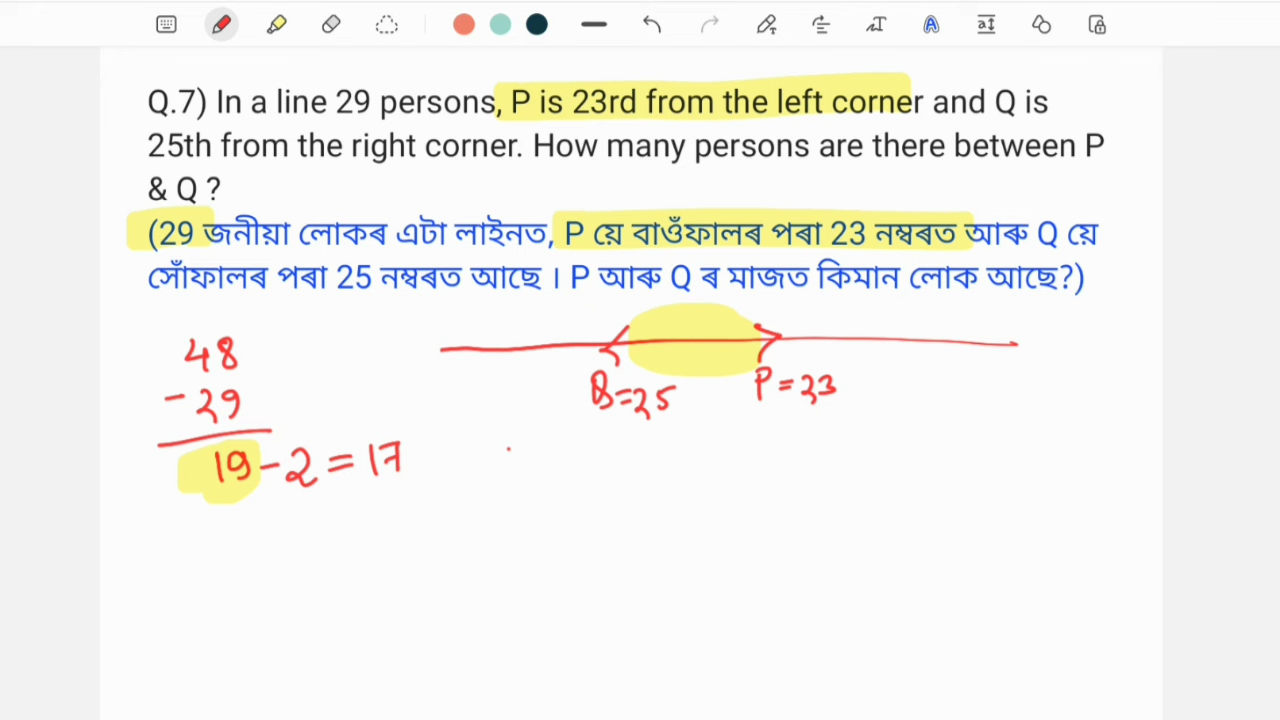 Q.7) In a line 29 persons, P is 23rd from the left corner and Q is
25th from the right corner. How many persons are there between P
& Q ?
(29 জনীয়া লোকৰ এটা লাইনত, P য়ে বাওঁফালৰ পৰা 23 নম্বৰত আৰু Q য়ে
সোঁফালৰ পৰা 25 নম্বৰত আছে । P আৰু Q ৰ মাজত কিমান লোক আছে?)
48
- 29
19 - 2 = 17
Q = 25
P = 23